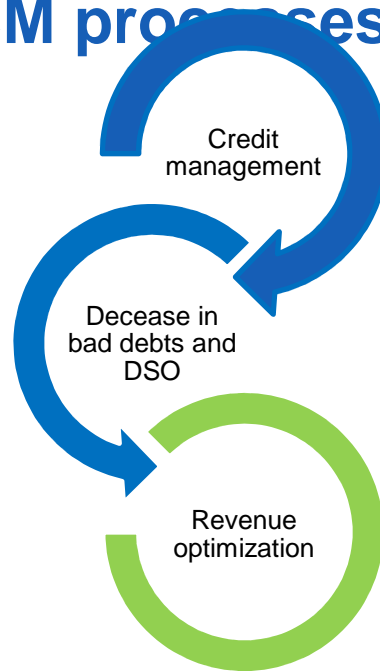 M processes
Credit
management
Decease in
bad debts and
DSO
Revenue
optimization